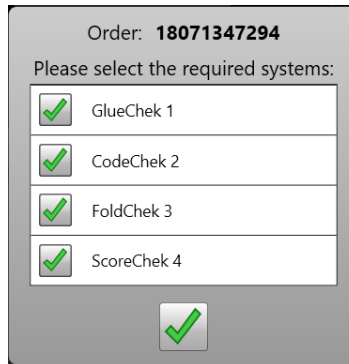 Order: 18071347294
Please select the required systems:
GlueChek 1
CodeChek 2
FoldChek 3
ScoreChek 4